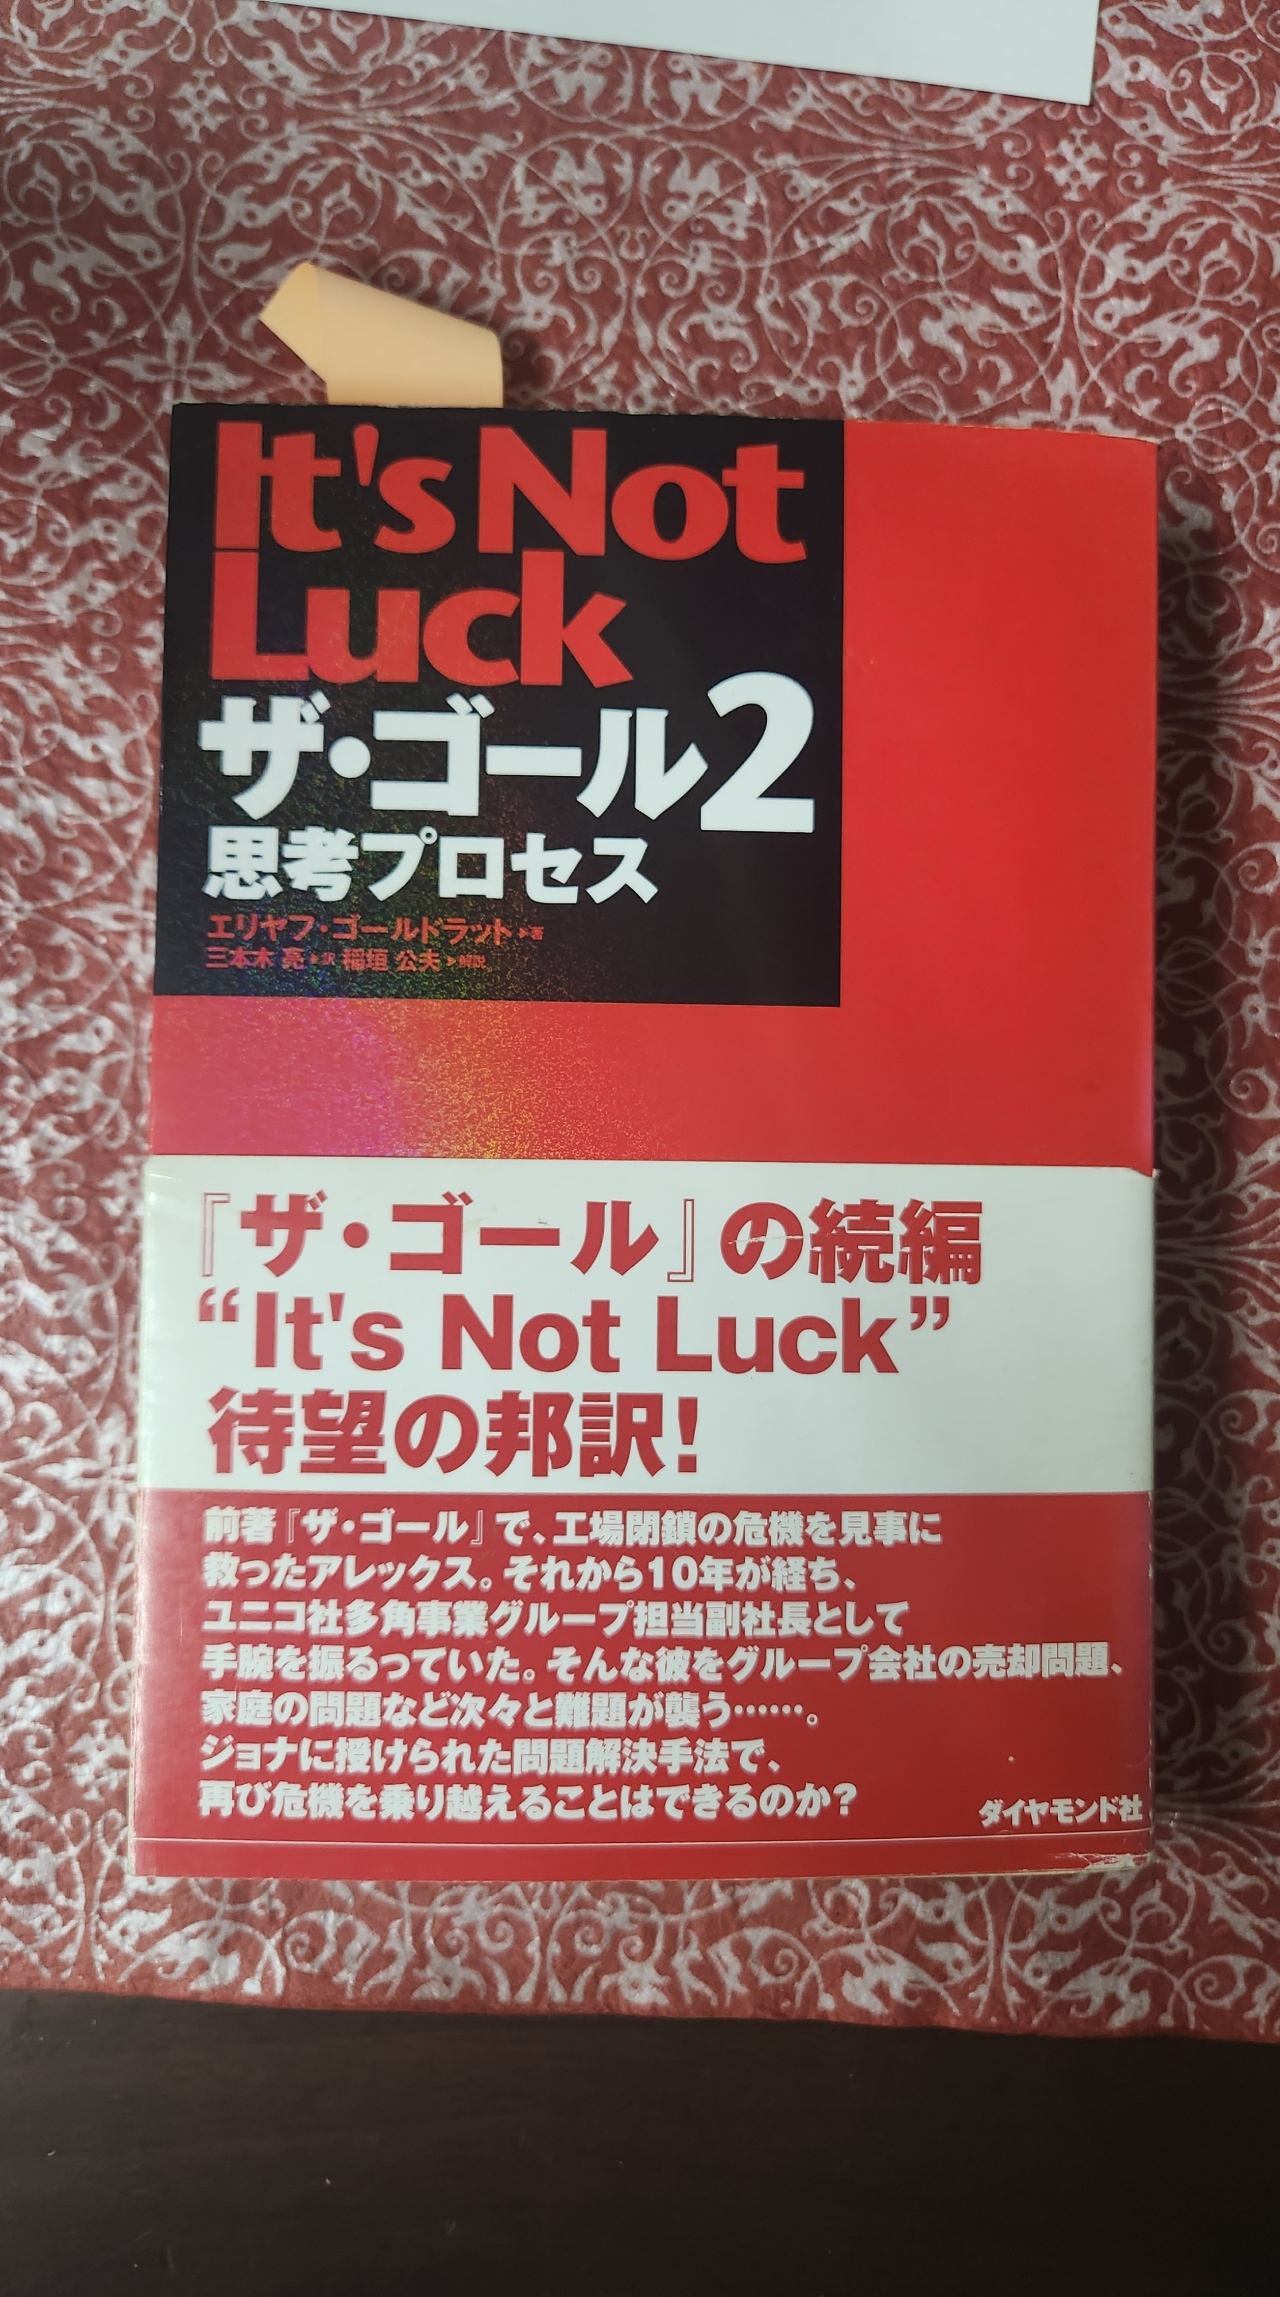 It's Not
Luck
ザ・ゴール2
思考プロセス
エリヤフ・ゴールドラット▶著
三本木 亮▶訳 稲垣 公夫▶解説
『ザ・ゴール』の続編
“It's Not Luck”
待望の邦訳!
前著『ザ・ゴール』で、工場閉鎖の危機を見事に
救ったアレックス。それから10年が経ち、
ユニコ社多角事業グループ担当副社長として
手腕を振るっていた。そんな彼をグループ会社の売却問題、
家庭の問題など次々と難題が襲う……。
ジョナに授けられた問題解決手法で、
再び危機を乗り越えることはできるのか?
ダイヤモンド社